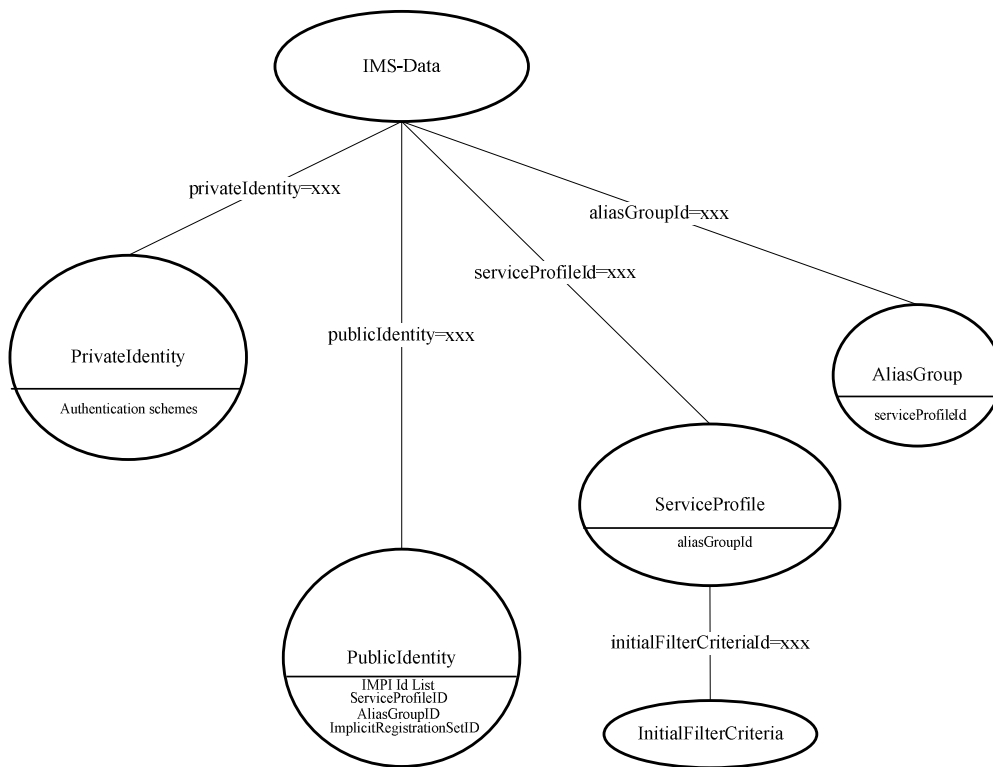 IMS-Data
privateIdentity=xxx
aliasGroupId=xxx
serviceProfileId=xxx
publicIdentity=xxx
PrivateIdentity
Authentication schemes
AliasGroup
serviceProfileId
ServiceProfile
aliasGroupId
initialFilterCriteriaId=xxx
PublicIdentity
IMPI Id List
ServiceProfileID
AliasGroupID
ImplicitRegistrationSetID
InitialFilterCriteria